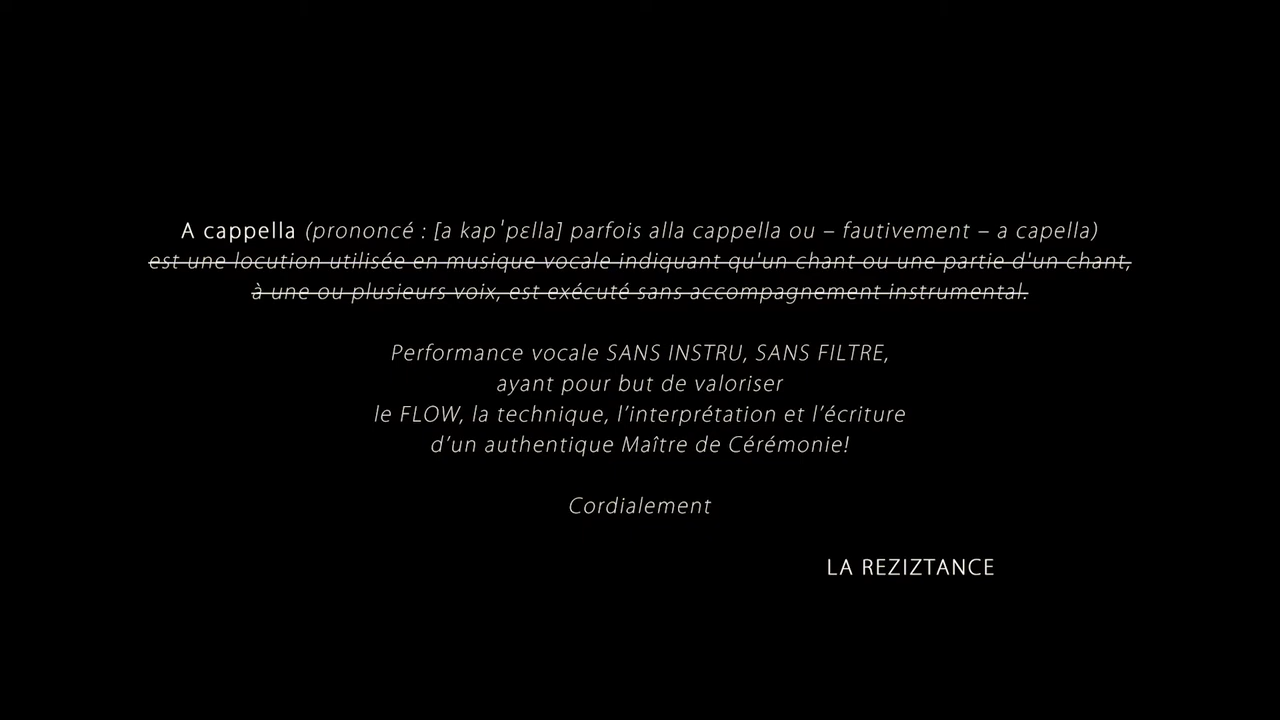 A cappella (prononcé : [a kapˈpɛlla] parfois alla cappella ou – fautivement – a capella)
est une locution utilisée en musique vocale indiquant qu'un chant ou une partie d'un chant,
à une ou plusieurs voix, est exécuté sans accompagnement instrumental.
Performance vocale SANS INSTRU, SANS FILTRE,
ayant pour but de valoriser
le FLOW, la technique, l’interprétation et l’écriture
d’un authentique Maître de Cérémonie!
Cordialement
LA REZIZTANCE